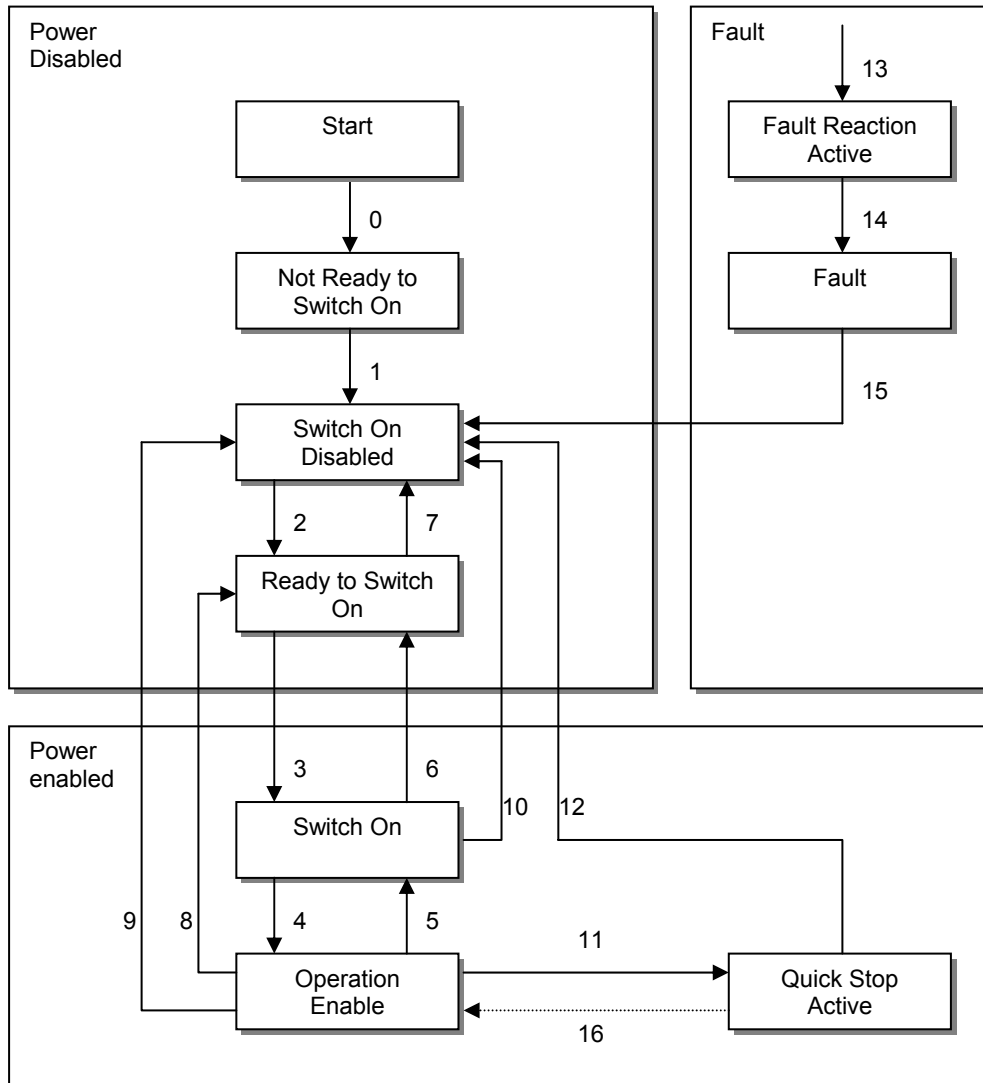 Power
Disabled
Start
0
Not Ready to
Switch On
1
Switch On
Disabled
2
7
Ready to Switch
On
Fault
13
Fault Reaction
Active
14
Fault
15
Power
enabled
3
6
10
12
Switch On
9
8
4
5
11
Operation
Enable
Quick Stop
Active
16